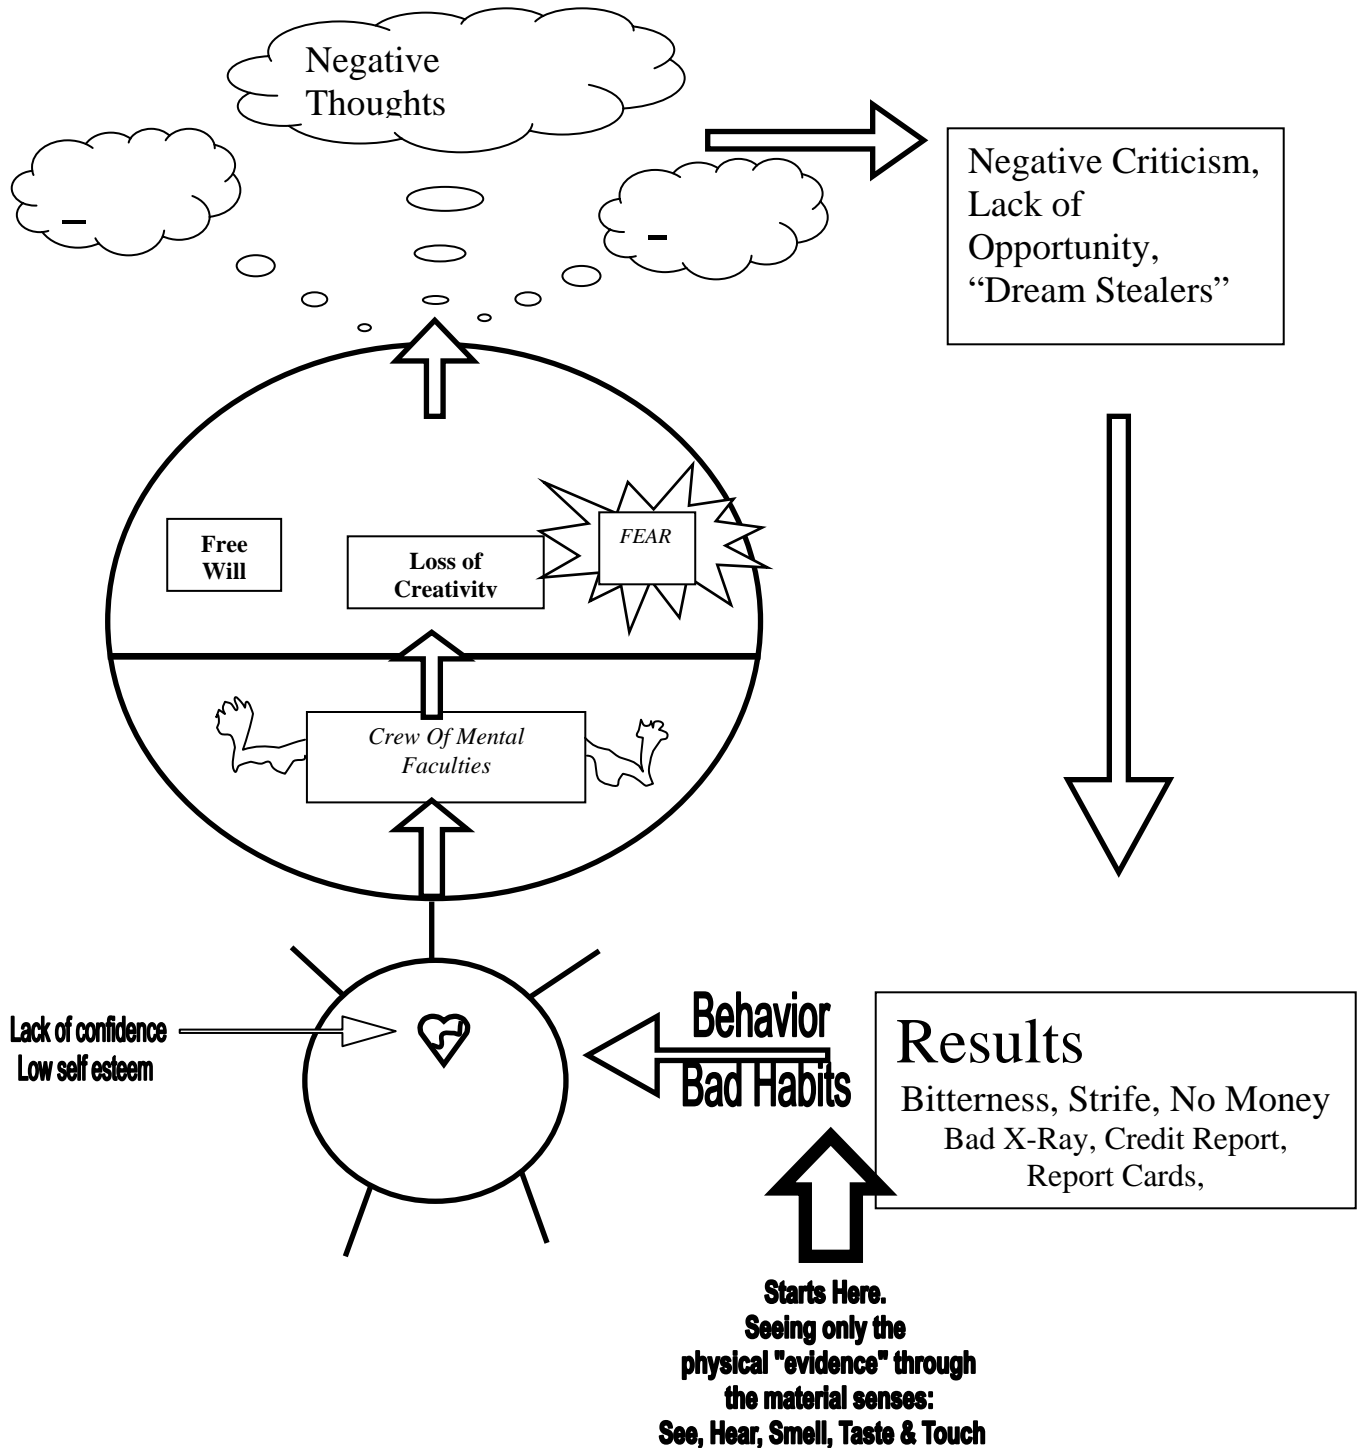 Negative
Thoughts
Negative Criticism,
Lack of
Opportunity,
“Dream Stealers”
Free
Will
Loss of
Creativity
FEAR
Crew Of Mental
Faculties
Lack of confidence
Low self esteem
Behavior
Bad Habits
Results
Bitterness, Strife, No Money
Bad X-Ray, Credit Report,
Report Cards,
Starts Here.
Seeing only the
physical "evidence" through
the material senses:
See, Hear, Smell, Taste & Touch